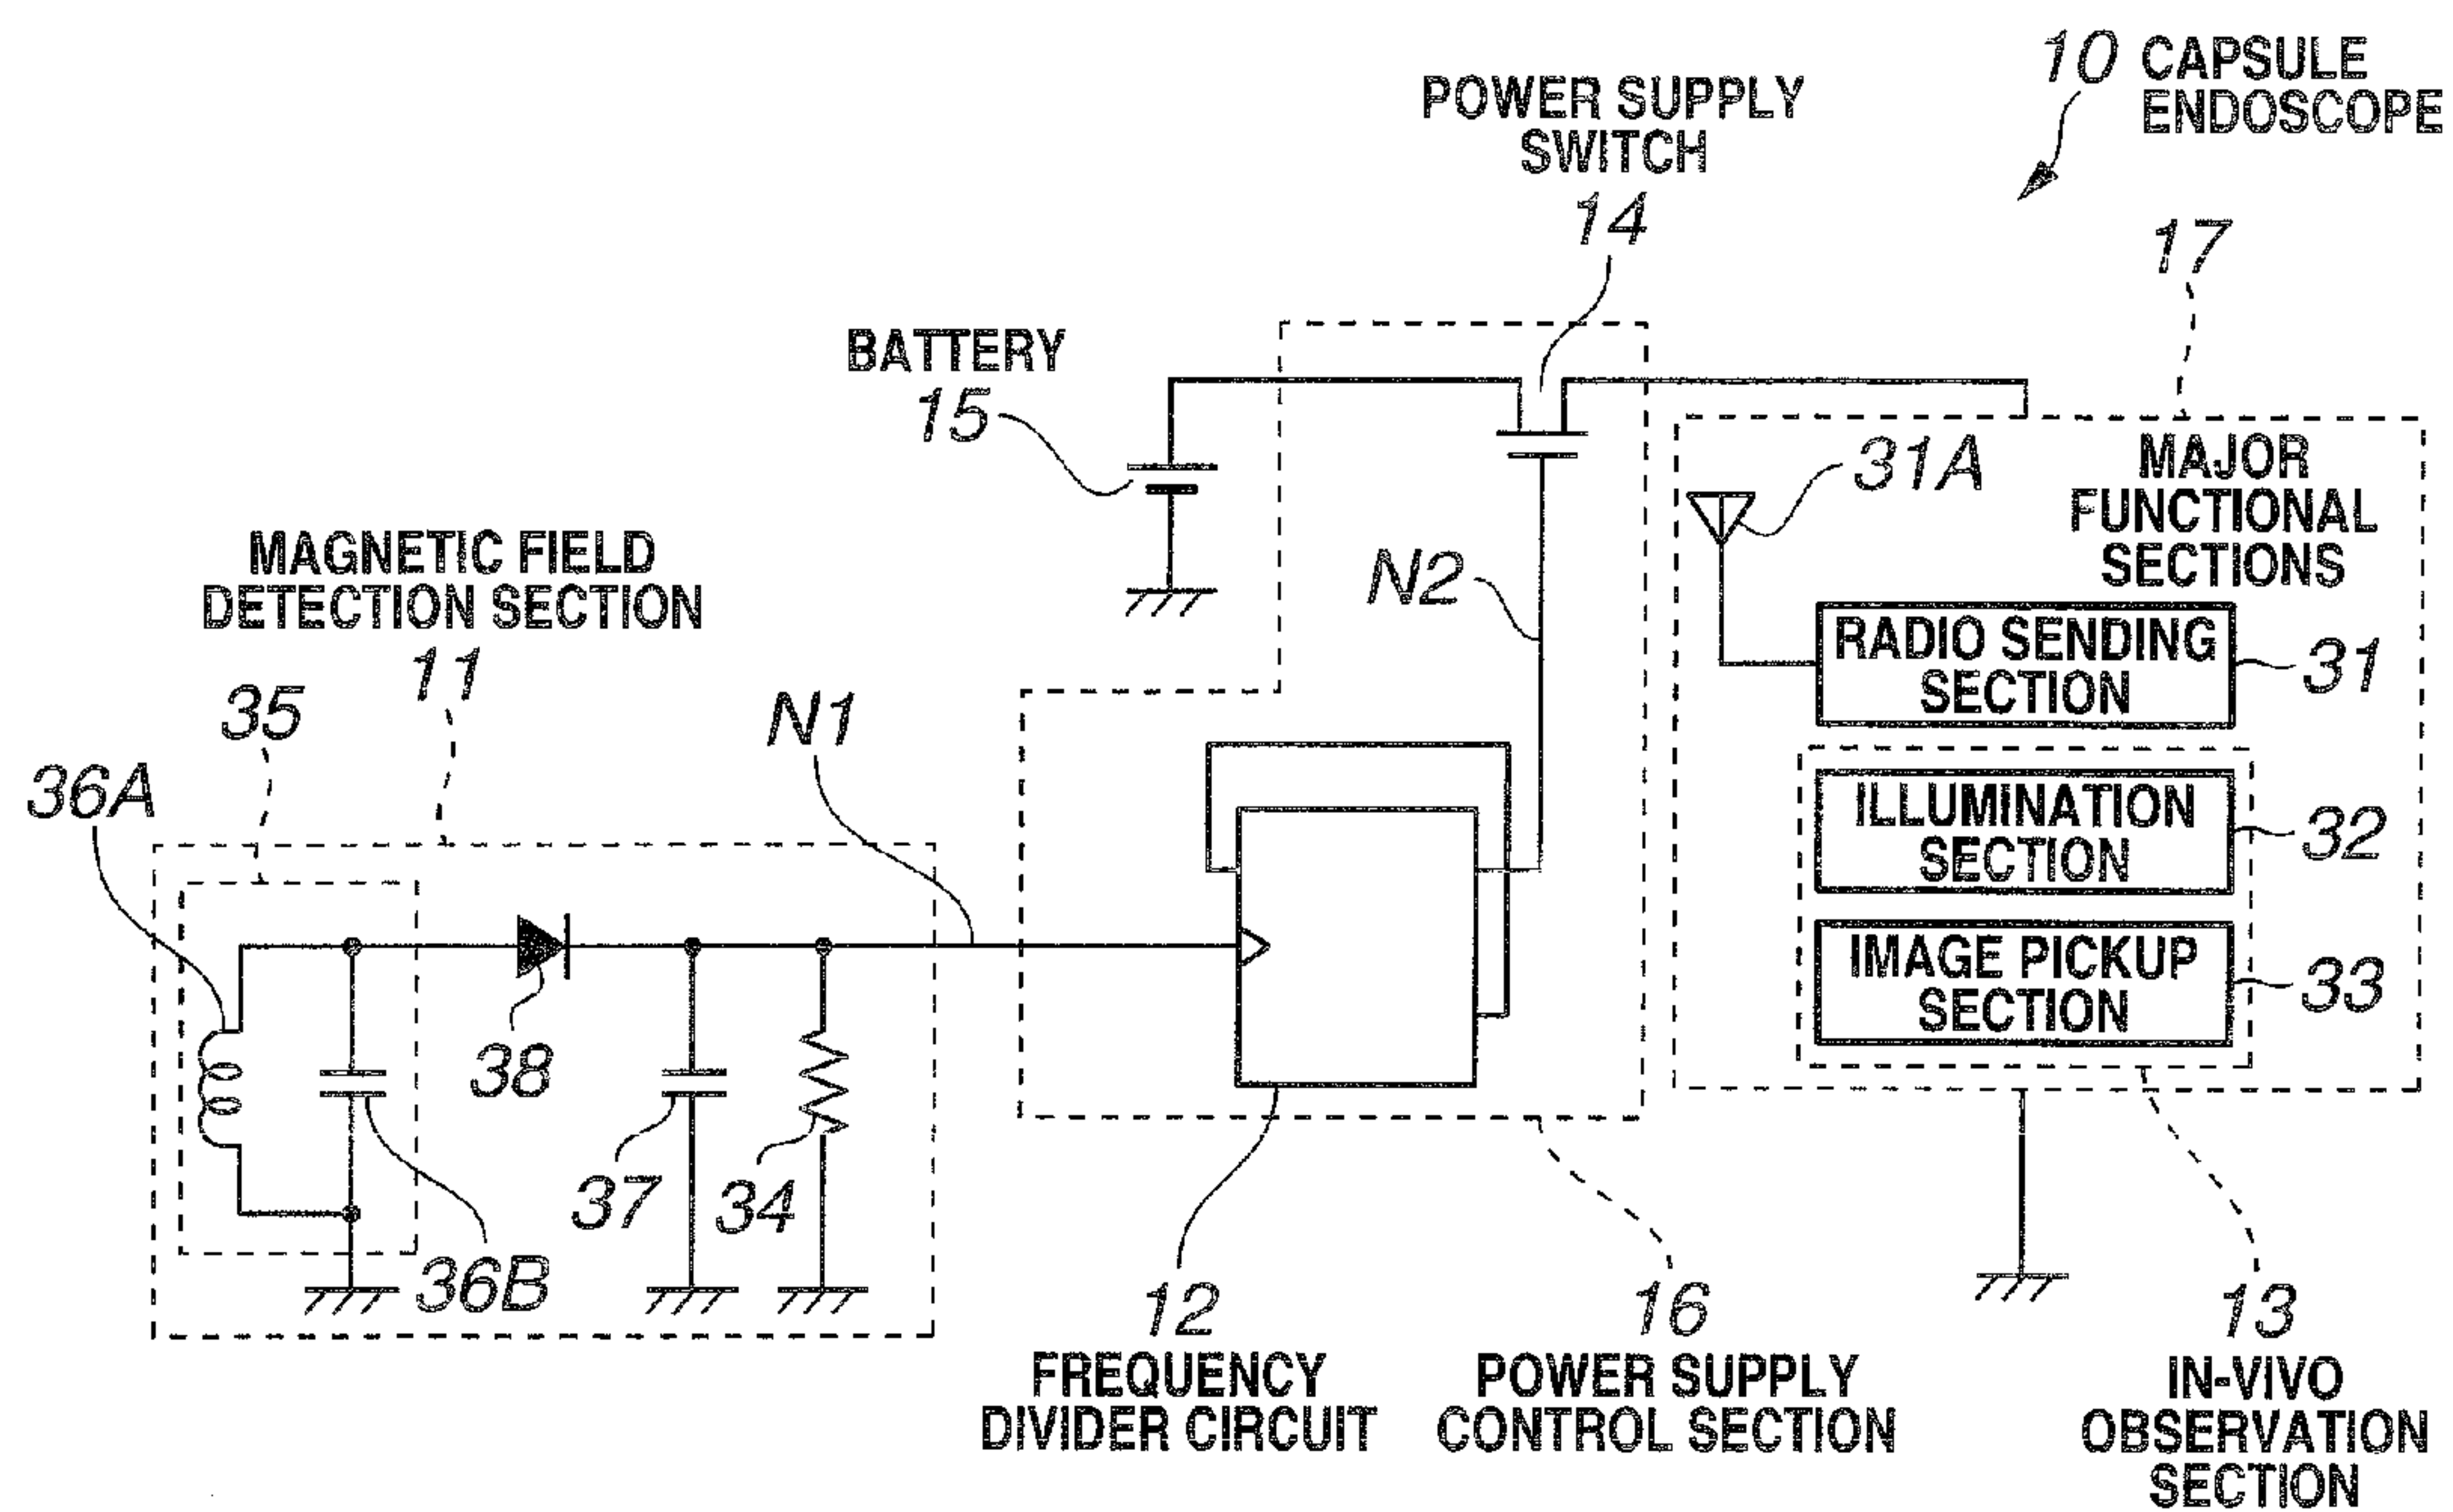 10 CAPSULE
ENDOSCOPE
POWER SUPPLY
SWITCH
14
17
BATTERY
15
31A
MAJOR
FUNCTIONAL
SECTIONS
MAGNETIC FIELD
DETECTION SECTION
11
N2
RADIO SENDING
SECTION
31
35
N1
36A
ILLUMINATION
SECTION
32
IMAGE PICKUP
SECTION
33
38
37
34
36B
12
FREQUENCY
DIVIDER CIRCUIT
16
POWER SUPPLY
CONTROL SECTION
13
IN-VIVO
OBSERVATION
SECTION